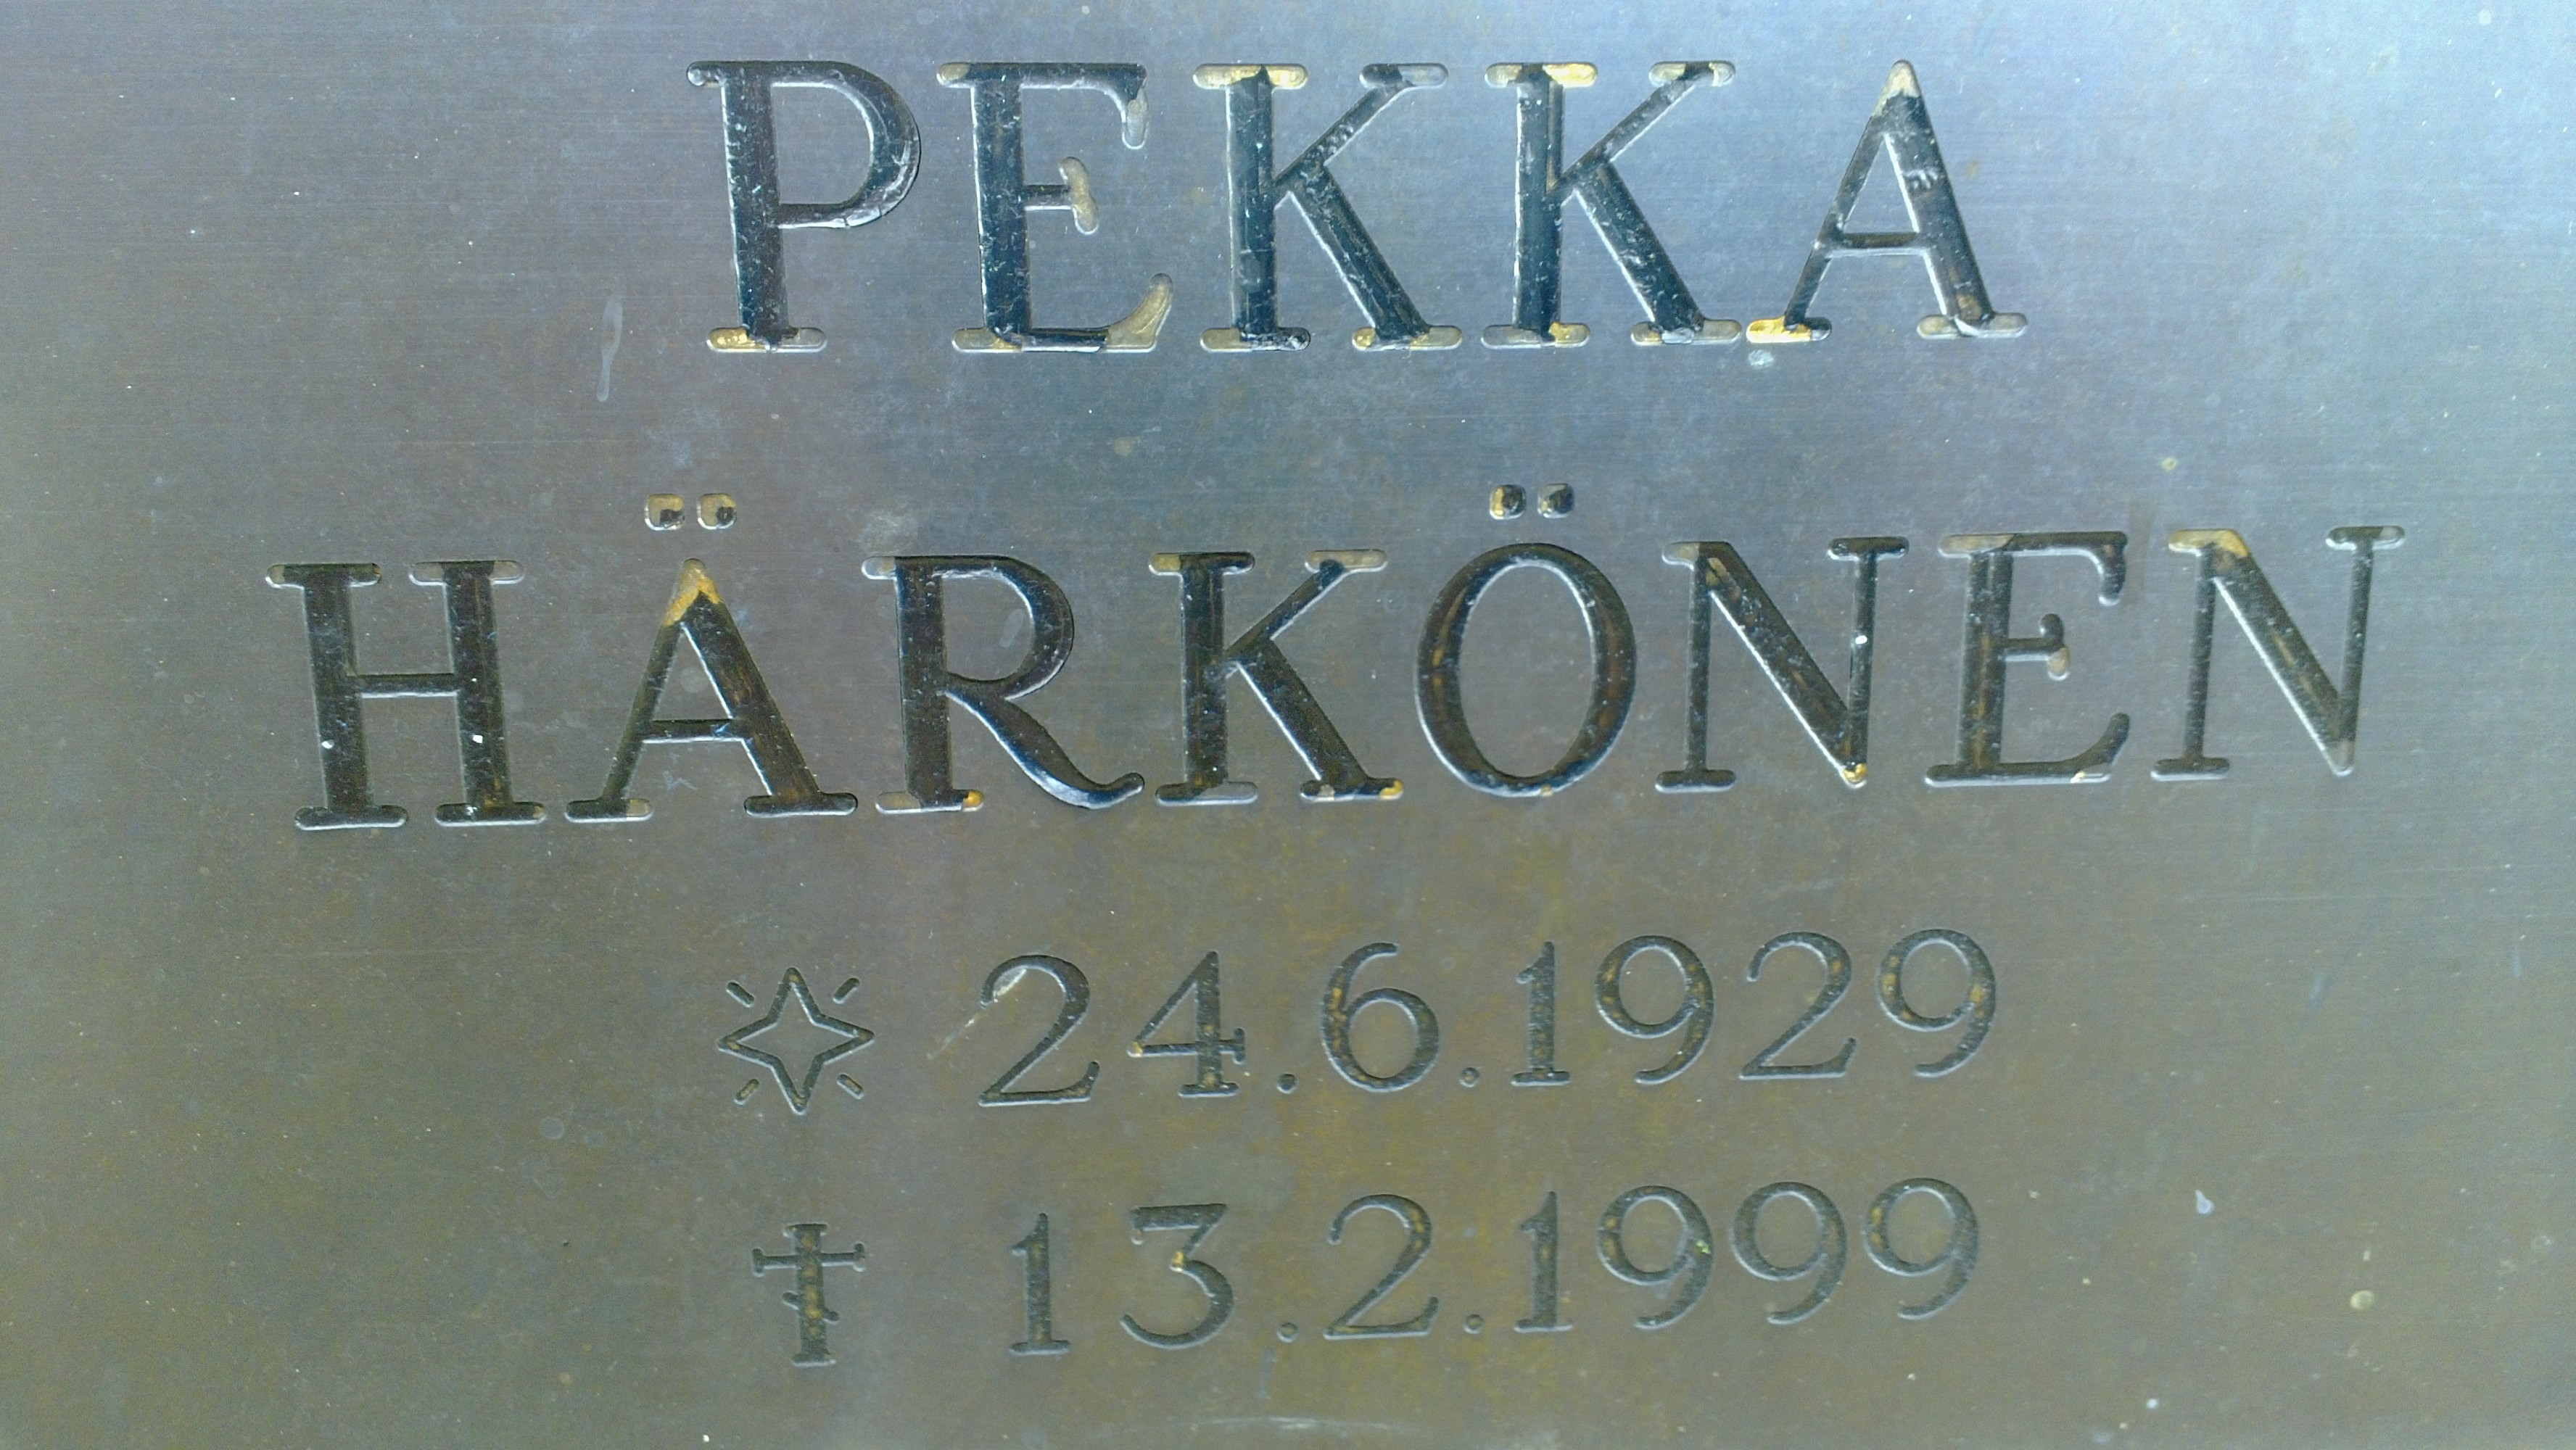 PEKKA
HÄRKÖNEN
24.6.1929
† 13.2.1999